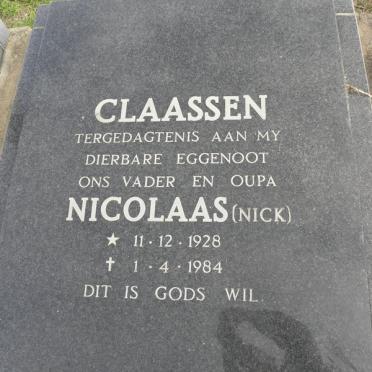 CLAASSEN
TERGEDAGTENIS AAN MY
DIERBARE EGGENOOT
ONS VADER EN OUPA
NICOLAAS (NICK)
★ 11·12·1928
✝ 1·4·1984
DIT IS GODS WIL.